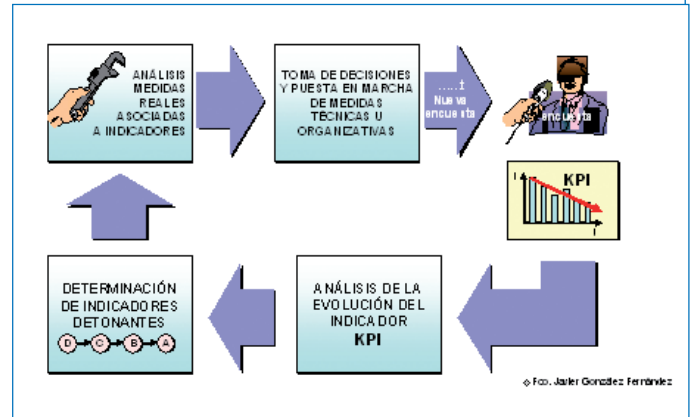 ANÁLISIS
MEDIDAS
REALES
ASOCIADAS
A INDICADORES
TOMA DE DECISIONES
Y PUESTA EN MARCHA
DE MEDIDAS
TÉCNICAS U
ORGANIZATIVAS
Nueva
encuesta
encuesta
KPI
DETERMINACIÓN
DE INDICADORES
DETONANTES
D C B A
ANÁLISIS DE LA
EVOLUCIÓN DEL
INDICADOR
KPI
Fco. Javier González Fernández